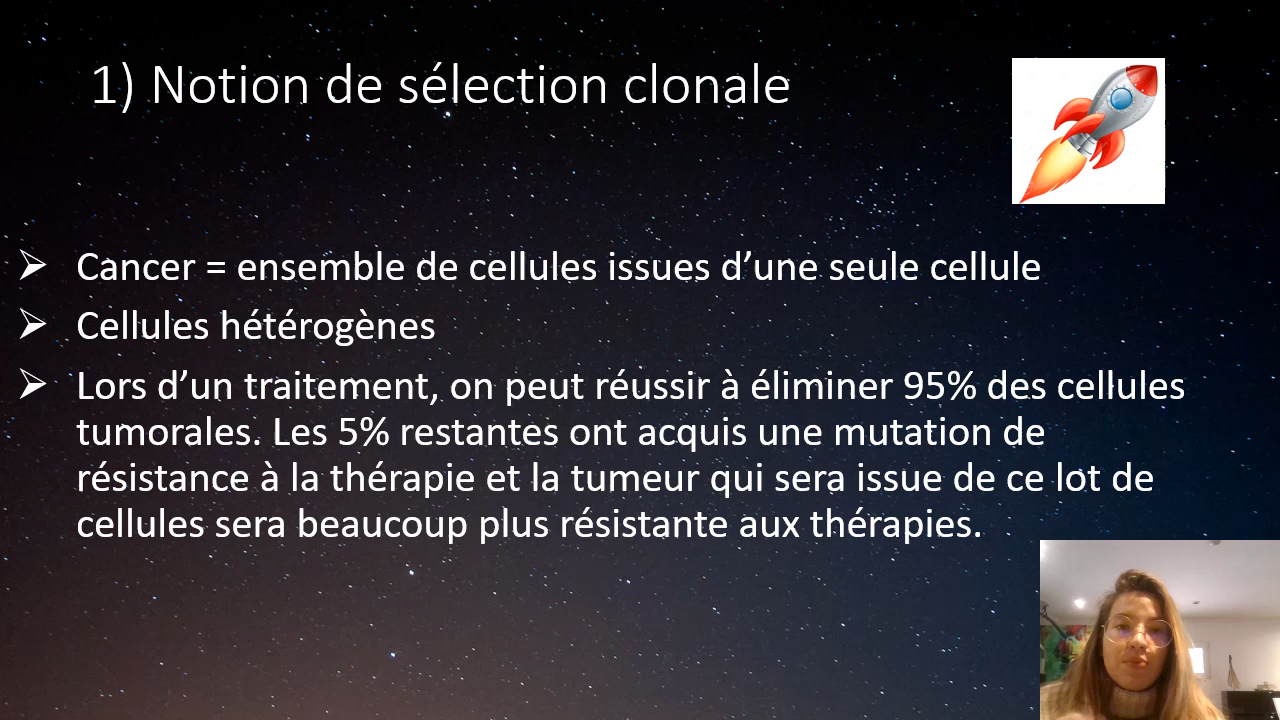 1) Notion de sélection clonale
➢ Cancer = ensemble de cellules issues d’une seule cellule
➢ Cellules hétérogènes
➢ Lors d’un traitement, on peut réussir à éliminer 95% des cellules
tumorales. Les 5% restantes ont acquis une mutation de
résistance à la thérapie et la tumeur qui sera issue de ce lot de
cellules sera beaucoup plus résistante aux thérapies.